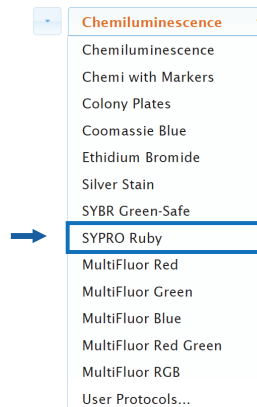 Chemiluminescence
Chemiluminescence
Chemi with Markers
Colony Plates
Coomassie Blue
Ethidium Bromide
Silver Stain
SYBR Green-Safe
SYPRO Ruby
MultiFluor Red
MultiFluor Green
MultiFluor Blue
MultiFluor Red Green
MultiFluor RGB
User Protocols...